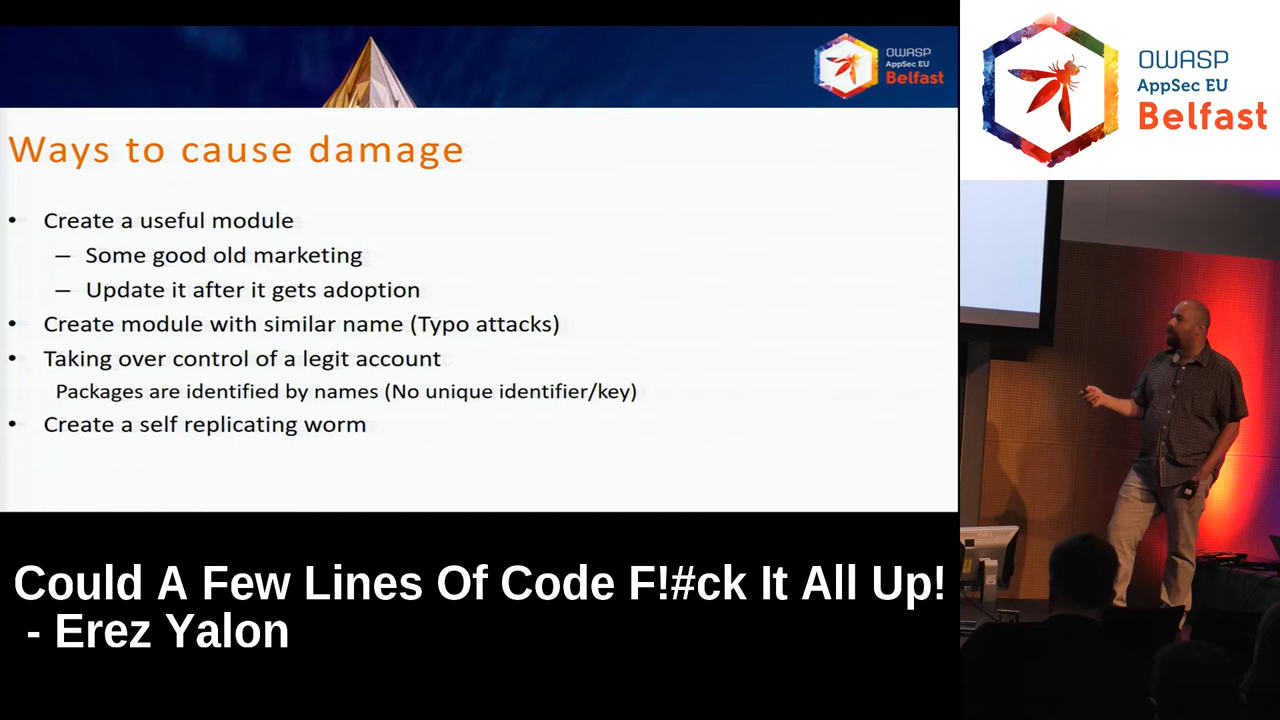 OWASP
AppSec EU
Belfast
OWASP
AppSec EU
Belfast
Ways to cause damage
• Create a useful module
– Some good old marketing
– Update it after it gets adoption
• Create module with similar name (Typo attacks)
• Taking over control of a legit account
Packages are identified by names (No unique identifier/key)
• Create a self replicating worm
Could A Few Lines Of Code F!#ck It All Up!
- Erez Yalon